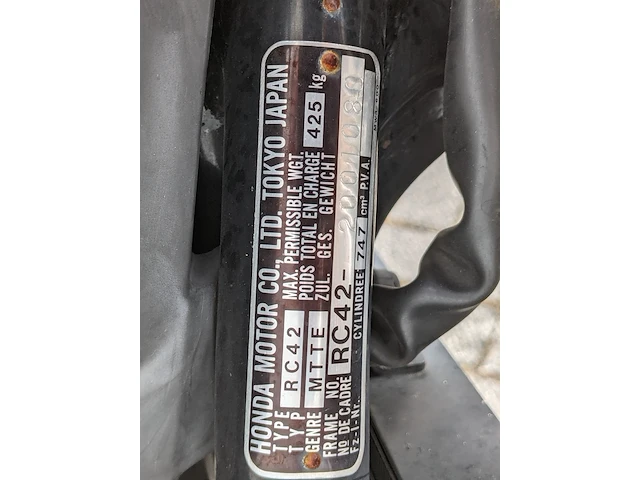 HONDA MOTOR CO., LTD. TOKYO JAPAN
TYPE
TYP
RC42
MAX. PERMISSIBLE WGT.
POIDS TOTAL EN CHARGE
ZUL. GES. GEWICHT
425 kg
GENRE MTTE
FRAME NO.
NO DE CADRE
Fz-I-Nr.
RC42-2001080
CYLINDREE 747 cm³ P.V.A.